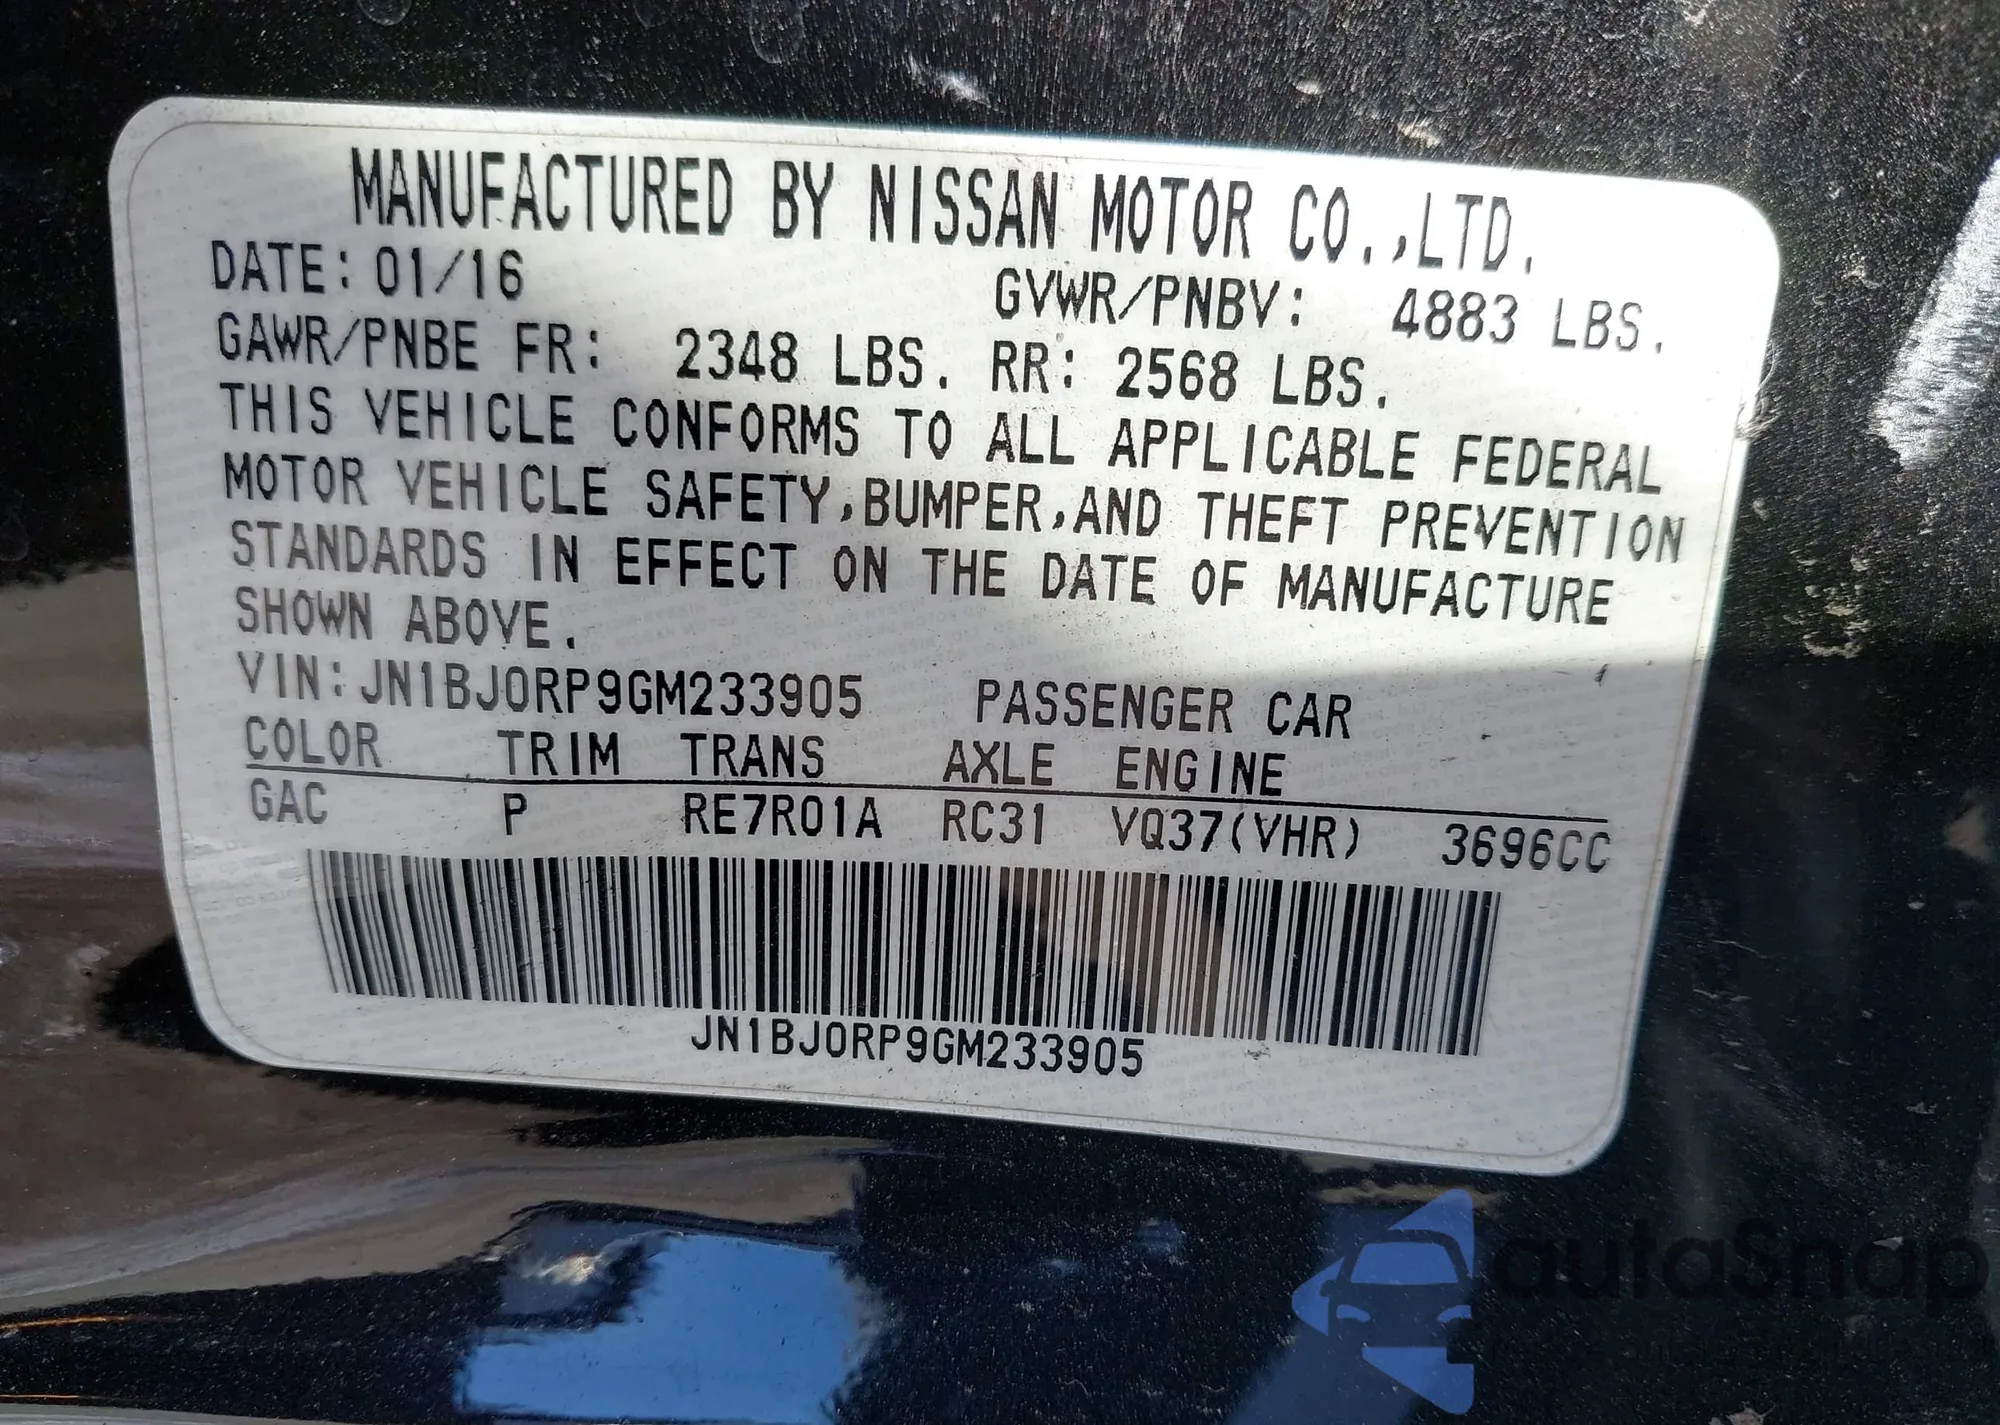 MANUFACTURED BY NISSAN MOTOR CO.,LTD.
DATE: 01/16 GVWR/PNBV: 4883 LBS.
GAWR/PNBE FR: 2348 LBS. RR: 2568 LBS.
THIS VEHICLE CONFORMS TO ALL APPLICABLE FEDERAL
MOTOR VEHICLE SAFETY,BUMPER,AND THEFT PREVENTION
STANDARDS IN EFFECT ON THE DATE OF MANUFACTURE
SHOWN ABOVE.
VIN:JN1BJ0RP9GM233905 PASSENGER CAR
COLOR TRIM TRANS AXLE ENGINE
GAC P RE7R01A RC31 VQ37(VHR) 3696CC
JN1BJ0RP9GM233905
autaSnap